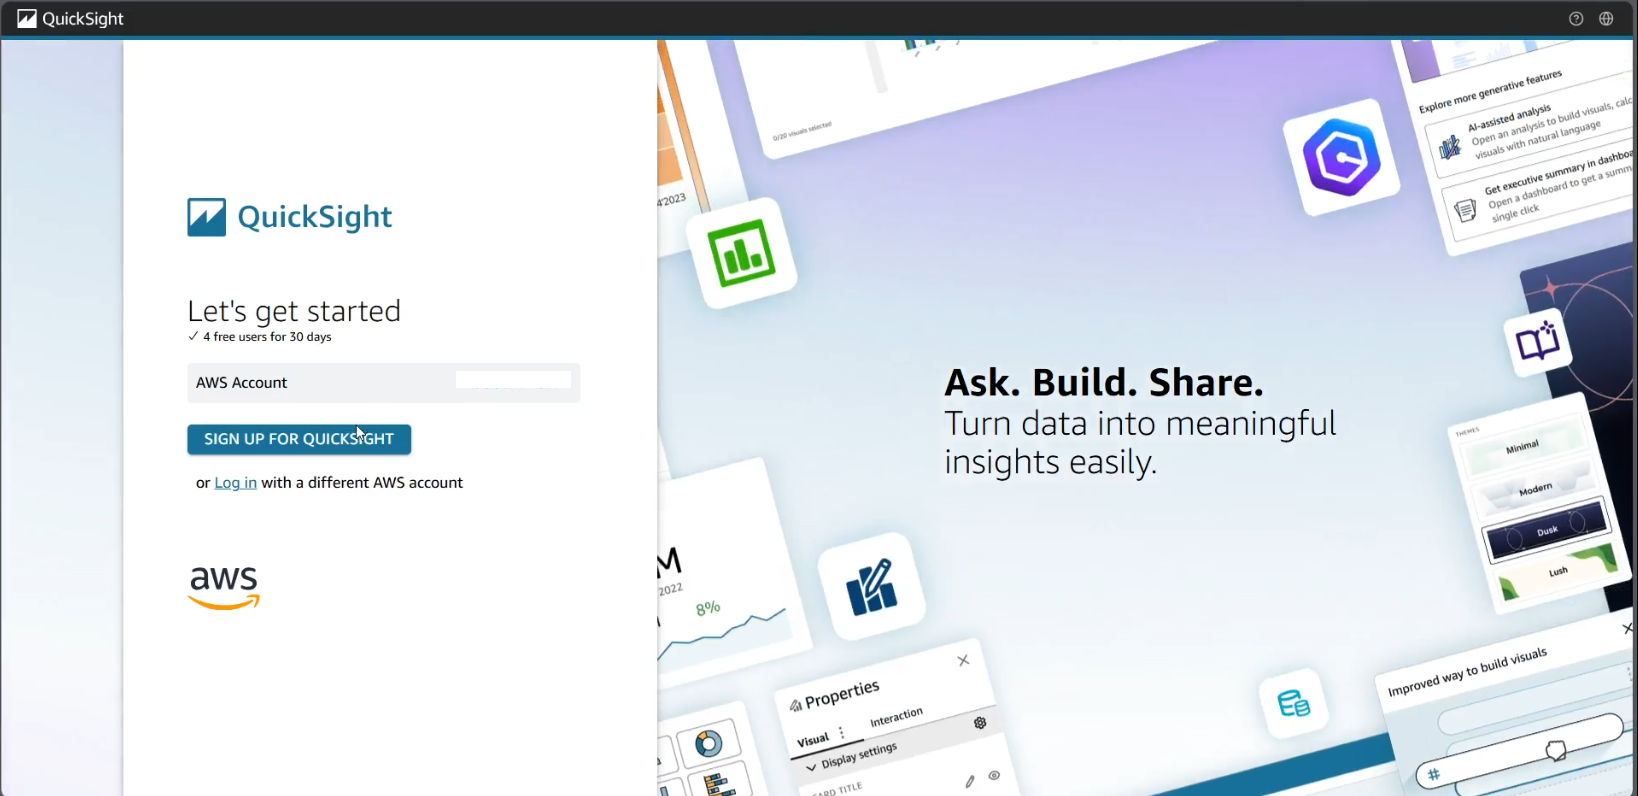 QuickSight
QuickSight
Let's get started
✓ 4 free users for 30 days
AWS Account
SIGN UP FOR QUICKSIGHT
or Log in with a different AWS account
aws
0/20 visuals selected
2023
Explore more generative features
AI-assisted analysis
Open an analysis to build visuals, calc
visuals with natural language
Get executive summary in dashboa
Open a dashboard to get a summ
single click
Ask. Build. Share.
Turn data into meaningful
insights easily.
THEMES
Minimal
Modern
Dusk
Lush
M
2022
8%
Properties
Visual
Interaction
Display settings
CARD TITLE
Improved way to build visuals
#